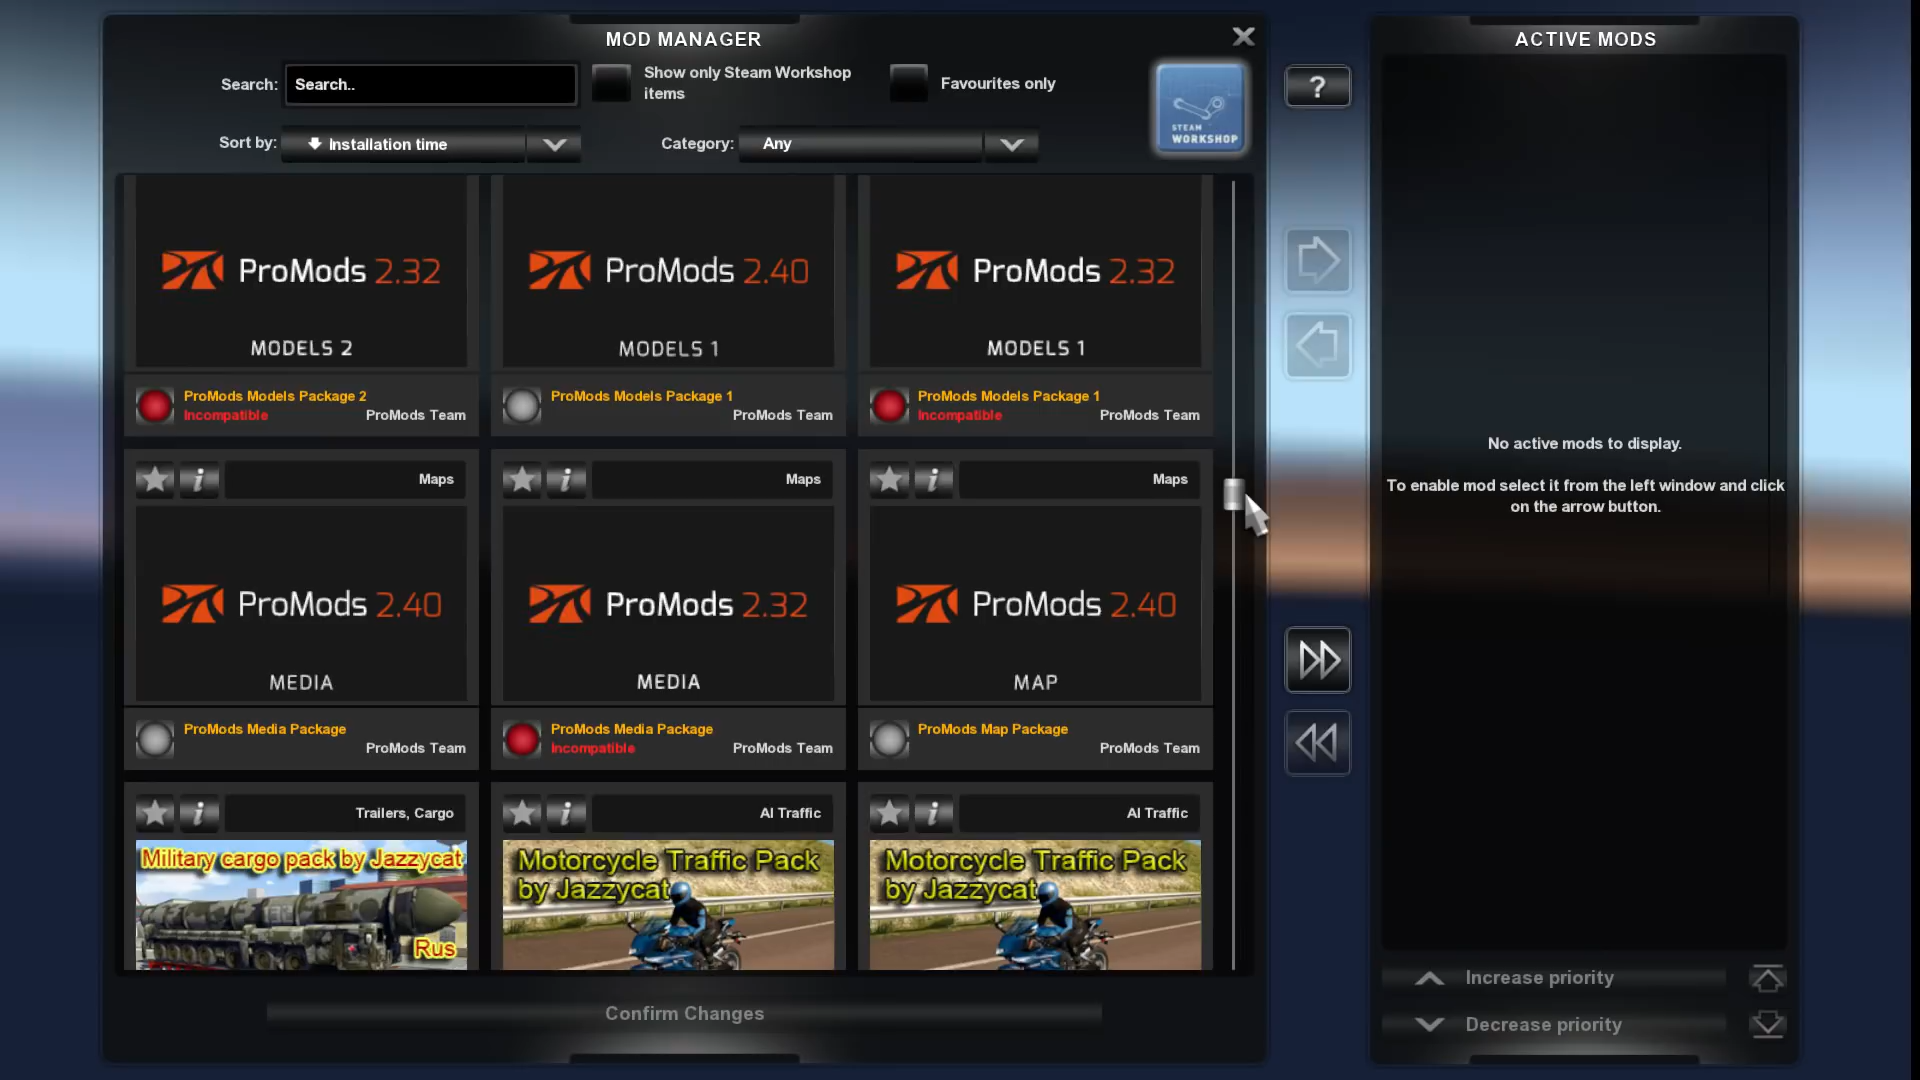 MOD MANAGER
Search:
Search..
Show only Steam Workshop
items
Favourites only
STEAM
WORKSHOP
Sort by:
Installation time
Category:
Any
ProMods 2.32
MODELS 2
ProMods Models Package 2
Incompatible
ProMods Team
ProMods 2.40
MODELS 1
ProMods Models Package 1
ProMods Team
ProMods 2.32
MODELS 1
ProMods Models Package 1
Incompatible
ProMods Team
i
Maps
ProMods 2.40
MEDIA
ProMods Media Package
ProMods Team
i
Maps
ProMods 2.32
MEDIA
ProMods Media Package
Incompatible
ProMods Team
i
Maps
ProMods 2.40
MAP
ProMods Map Package
ProMods Team
i
Trailers, Cargo
Military cargo pack by Jazzycat
Rus
i
AI Traffic
Motorcycle Traffic Pack
by Jazzycat
i
AI Traffic
Motorcycle Traffic Pack
by Jazzycat
Confirm Changes
?
ACTIVE MODS
No active mods to display.
To enable mod select it from the left window and click
on the arrow button.
Increase priority
Decrease priority